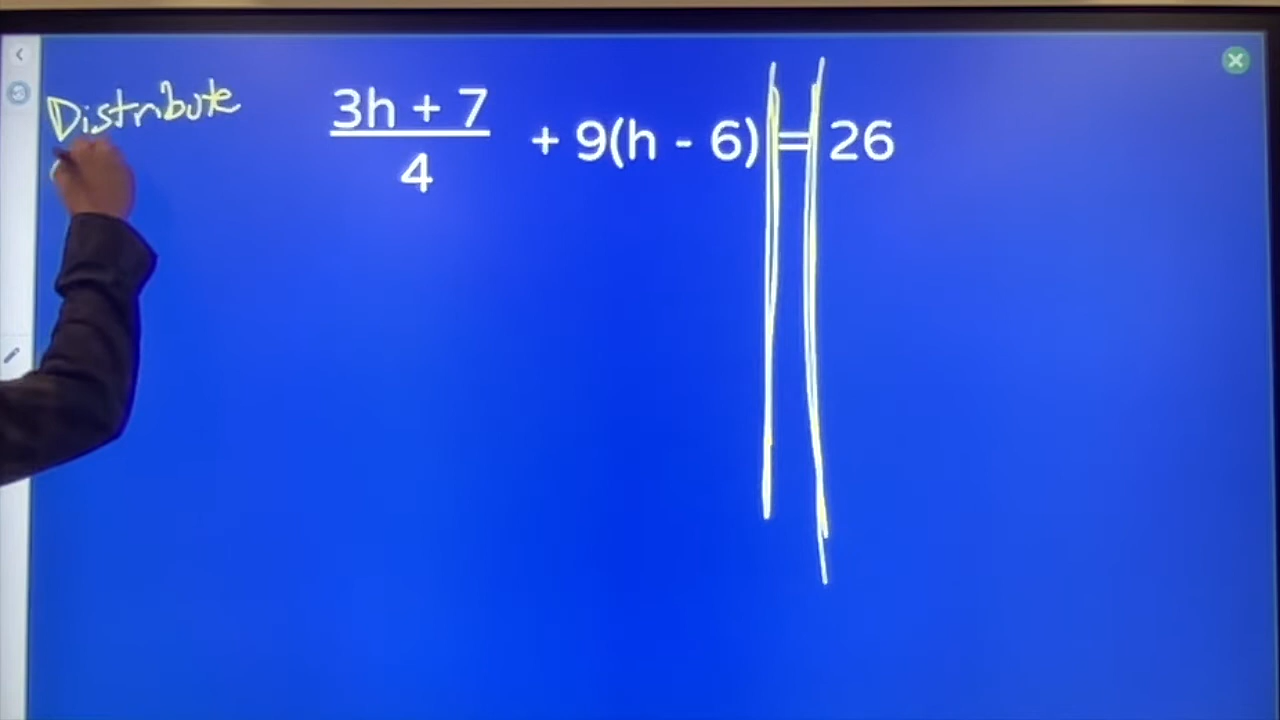 Distribute
3h + 7
4
+ 9(h - 6) = 26